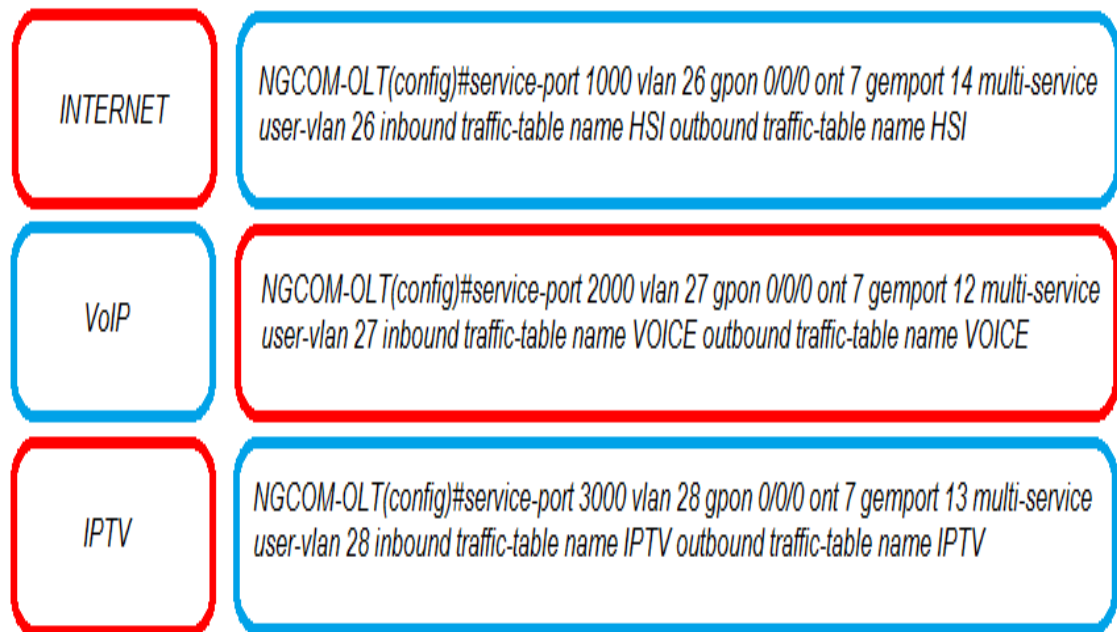 INTERNET
NGCOM-OLT(config)#service-port 1000 vlan 26 gpon 0/0/0 ont 7 gemport 14 multi-service
user-vlan 26 inbound traffic-table name HSI outbound traffic-table name HSI
VoIP
NGCOM-OLT(config)#service-port 2000 vlan 27 gpon 0/0/0 ont 7 gemport 12 multi-service
user-vlan 27 inbound traffic-table name VOICE outbound traffic-table name VOICE
IPTV
NGCOM-OLT(config)#service-port 3000 vlan 28 gpon 0/0/0 ont 7 gemport 13 multi-service
user-vlan 28 inbound traffic-table name IPTV outbound traffic-table name IPTV